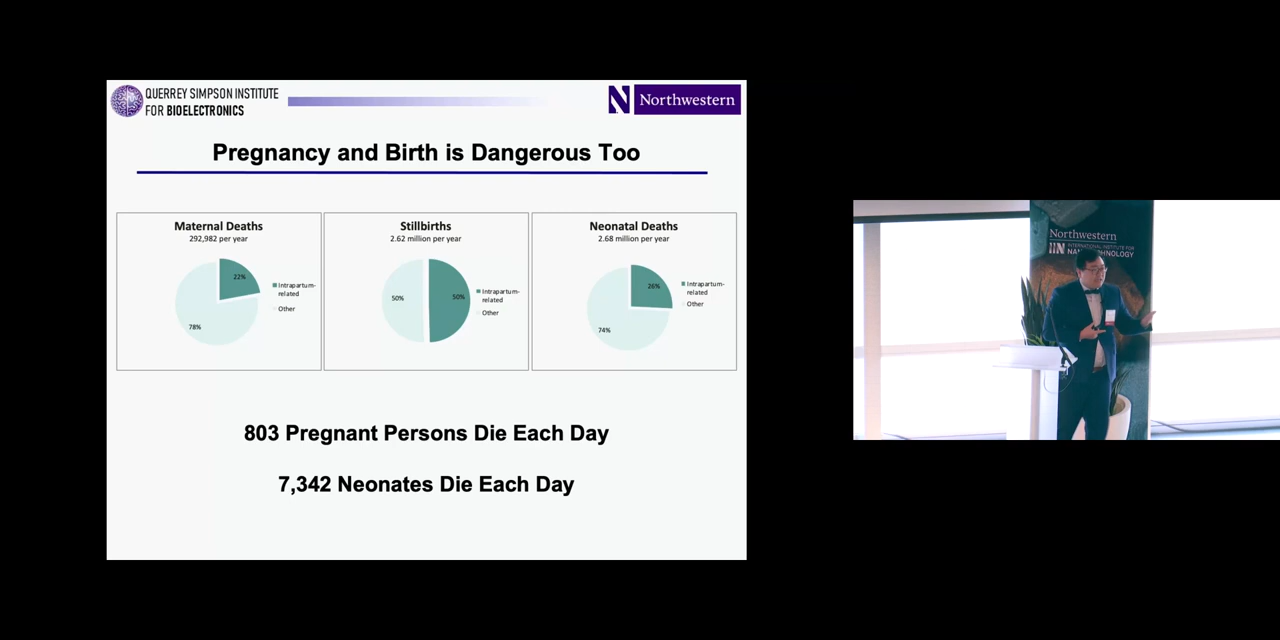 QUERREY SIMPSON INSTITUTE
FOR BIOELECTRONICS
N Northwestern
Pregnancy and Birth is Dangerous Too
Maternal Deaths
292,982 per year
22%
78%
Intrapartum-
related
Other
Stillbirths
2.62 million per year
50%
50%
Intrapartum-
related
Other
Neonatal Deaths
2.68 million per year
26%
74%
Intrapartum-
related
Other
803 Pregnant Persons Die Each Day
7,342 Neonates Die Each Day
Northwestern
INTERNATIONAL INSTITUTE FOR